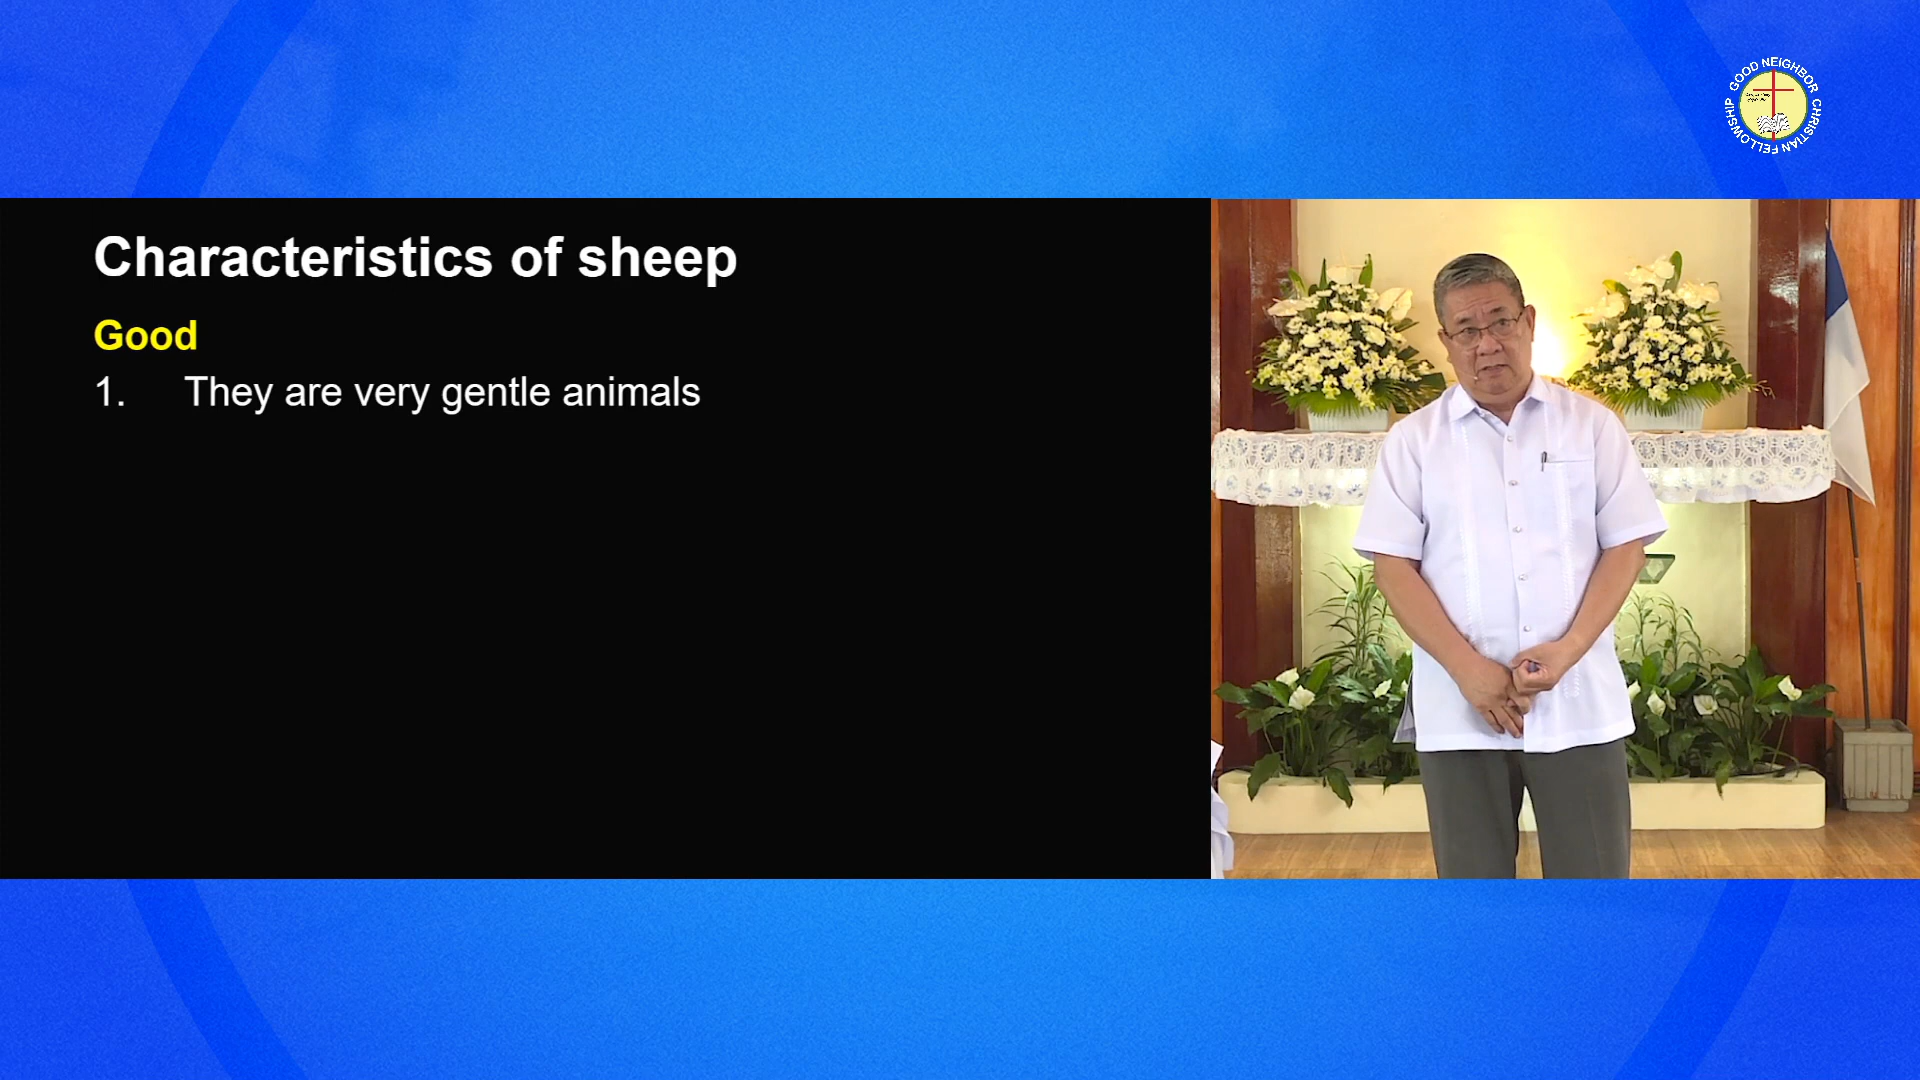 GOOD NEIGHBOR CHRISTIAN FELLOWSHIP
Characteristics of sheep
Good
1. They are very gentle animals